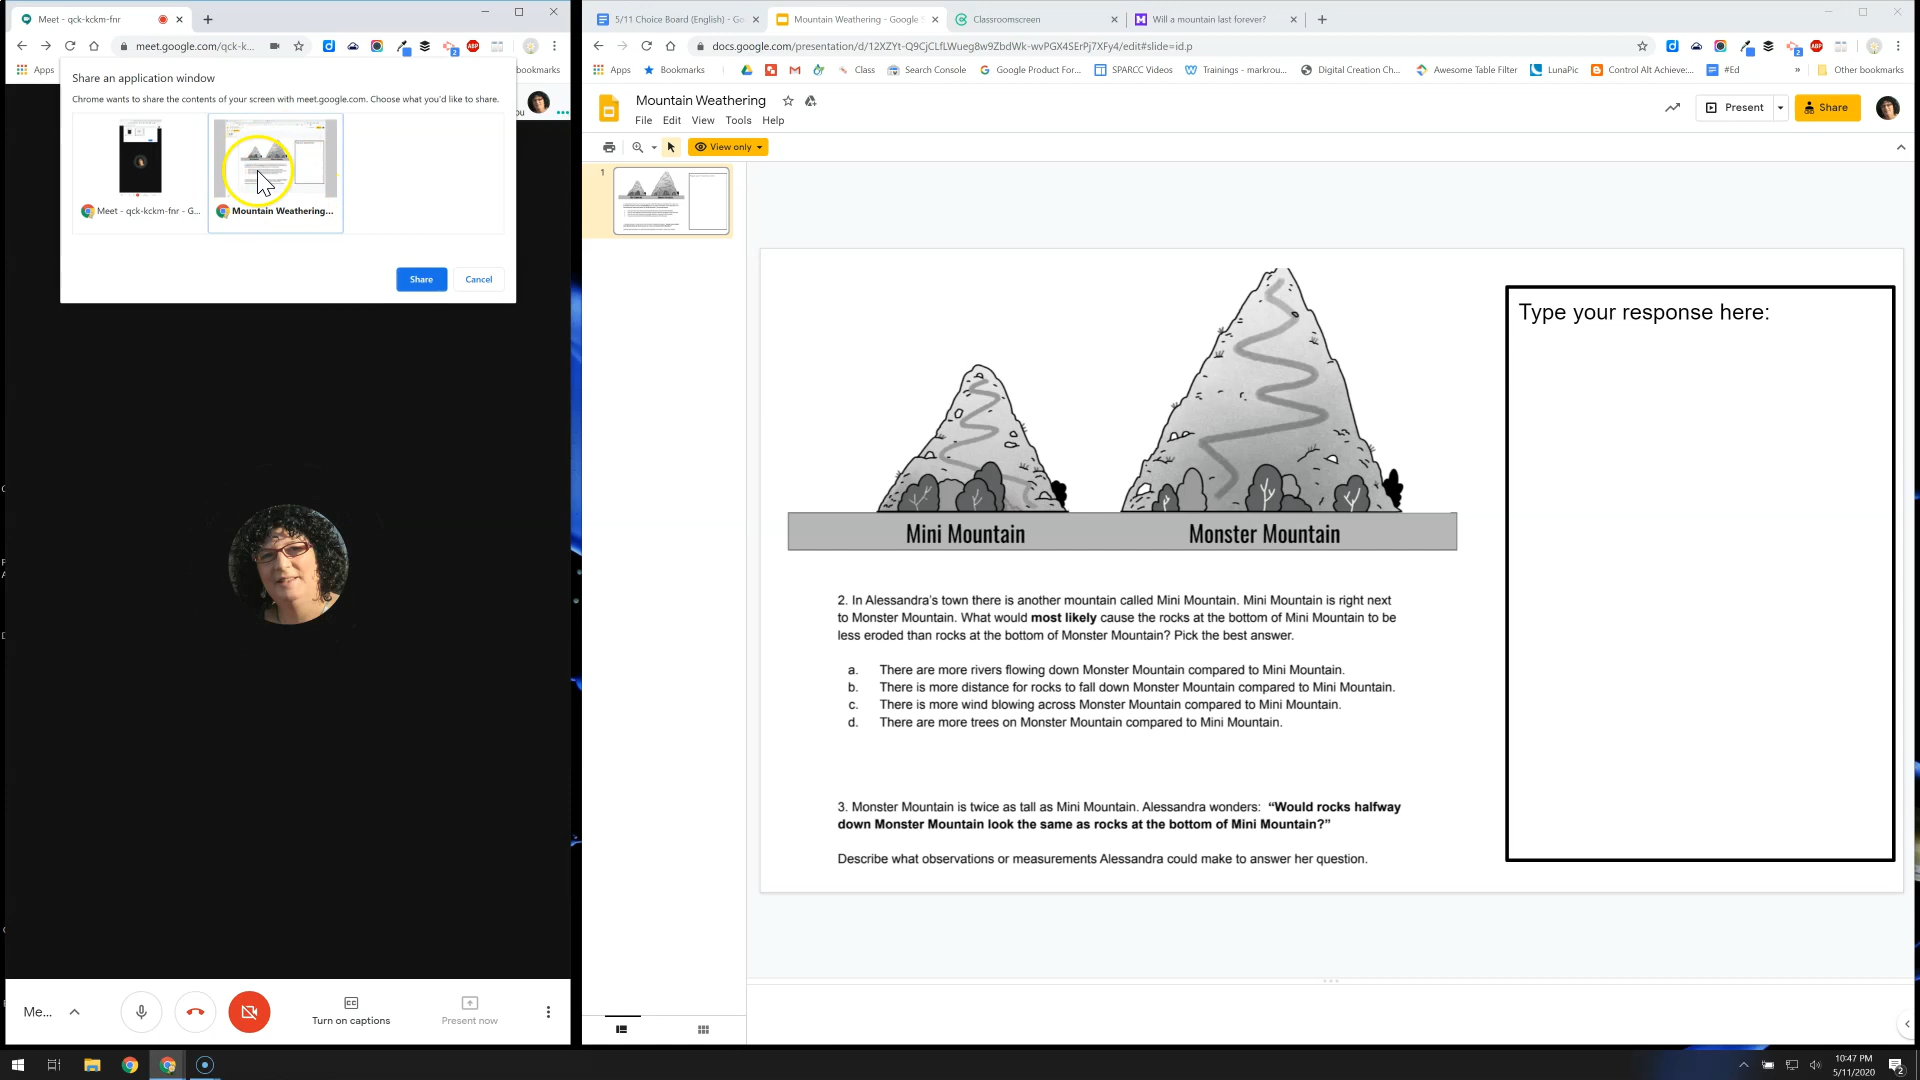 Meet - qck-kckm-fnr
meet.google.com/qck-k...
Apps
bookmarks
Share an application window
Chrome wants to share the contents of your screen with meet.google.com. Choose what you'd like to share.
Meet - qck-kckm-fnr - G...
Mountain Weathering...
Share
Cancel
Me...
Turn on captions
Present now
5/11 Choice Board (English) - Go
Mountain Weathering - Google
Classroomscreen
Will a mountain last forever?
docs.google.com/presentation/d/12XZYt-Q9CjCLfLWueg8w9ZbdWk-wvPGX4SErPj7XFy4/edit#slide=id.p
Apps
Bookmarks
Class
Search Console
Google Product For...
SPARCC Videos
Trainings - markrou...
Digital Creation Ch...
Awesome Table Filter
LunaPic
Control Alt Achieve:...
#Ed
Other bookmarks
Mountain Weathering
File Edit View Tools Help
Present
Share
View only
1
Mini Mountain
Monster Mountain
Type your response here:
2. In Alessandra's town there is another mountain called Mini Mountain. Mini Mountain is right next
to Monster Mountain. What would most likely cause the rocks at the bottom of Mini Mountain to be
less eroded than rocks at the bottom of Monster Mountain? Pick the best answer.
a. There are more rivers flowing down Monster Mountain compared to Mini Mountain.
b. There is more distance for rocks to fall down Monster Mountain compared to Mini Mountain.
c. There is more wind blowing across Monster Mountain compared to Mini Mountain.
d. There are more trees on Monster Mountain compared to Mini Mountain.
3. Monster Mountain is twice as tall as Mini Mountain. Alessandra wonders: “Would rocks halfway
down Monster Mountain look the same as rocks at the bottom of Mini Mountain?”
Describe what observations or measurements Alessandra could make to answer her question.
10:47 PM
5/11/2020